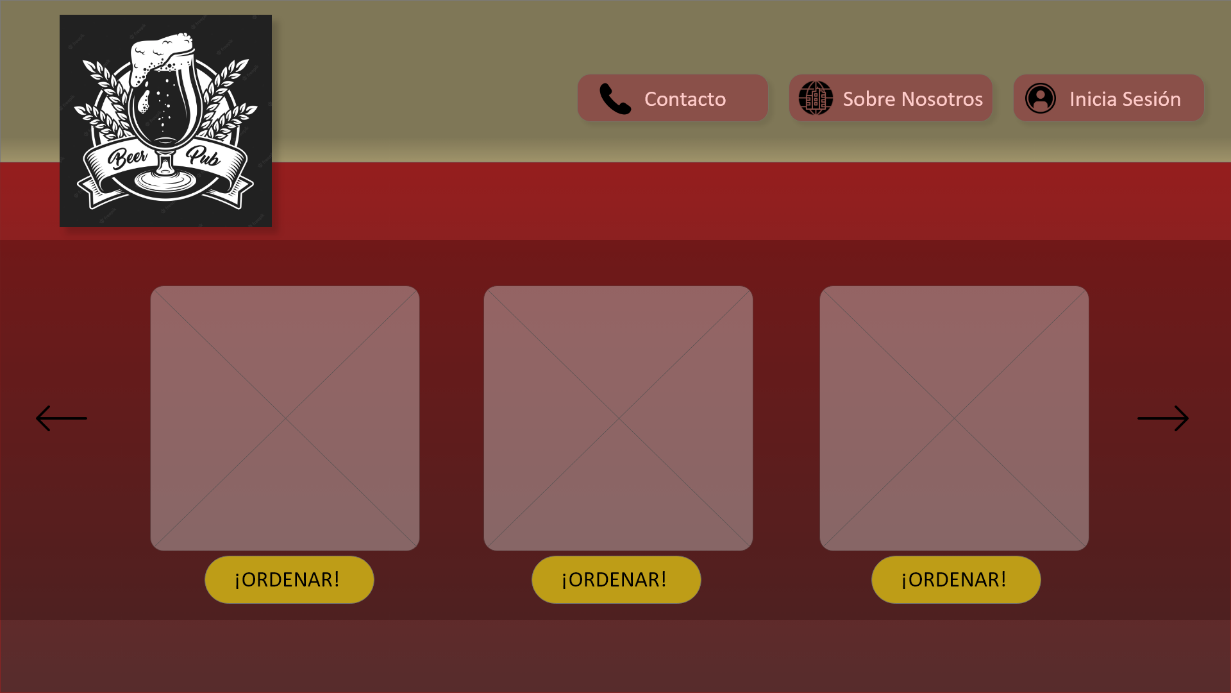 Beer Pub
Contacto
Sobre Nosotros
Inicia Sesión
¡ORDENAR!
¡ORDENAR!
¡ORDENAR!